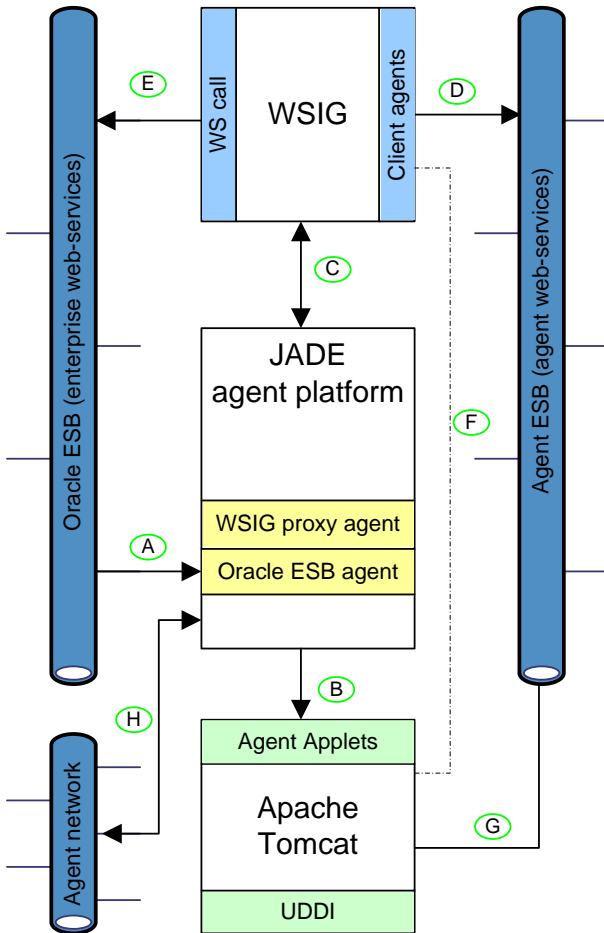 E
WS call
WSIG
Client agents
D
Oracle ESB (enterprise web-services)
Agent ESB (agent web-services)
C
JADE
agent platform
F
WSIG proxy agent
A
Oracle ESB agent
B
H
Agent Applets
Agent network
Apache
Tomcat
G
UDDI